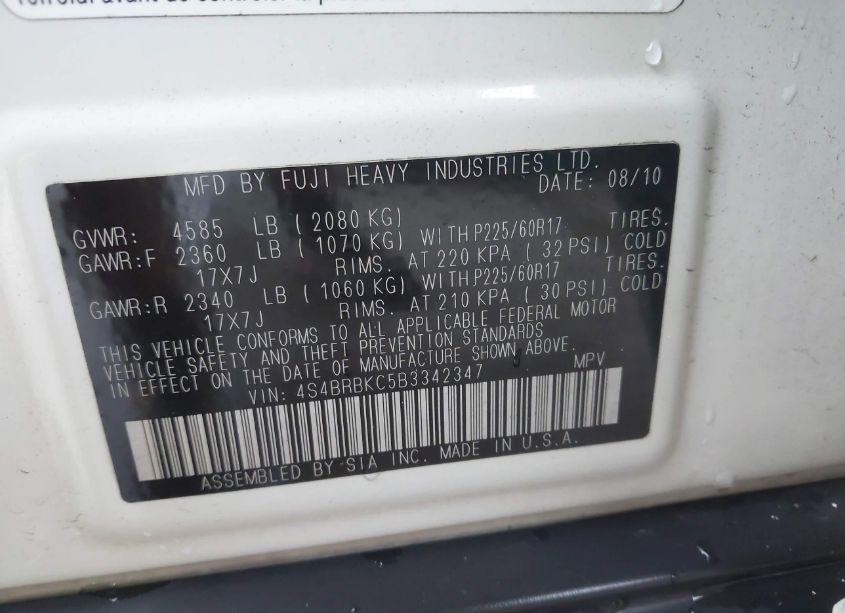 MFD BY FUJI HEAVY INDUSTRIES LTD.
DATE: 08/10
GVWR: 4585 LB ( 2080 KG)
GAWR:F 2360 LB ( 1070 KG) WITH P225/60R17 TIRES.
17X7J RIMS. AT 220 KPA ( 32 PSI) COLD
GAWR:R 2340 LB ( 1060 KG) WITH P225/60R17 TIRES.
17X7J RIMS. AT 210 KPA ( 30 PSI) COLD
THIS VEHICLE CONFORMS TO ALL APPLICABLE FEDERAL MOTOR
VEHICLE SAFETY AND THEFT PREVENTION STANDARDS
IN EFFECT ON THE DATE OF MANUFACTURE SHOWN ABOVE.
VIN: 4S4BRBKC5B3342347 MPV
ASSEMBLED BY SIA INC. MADE IN U.S.A.